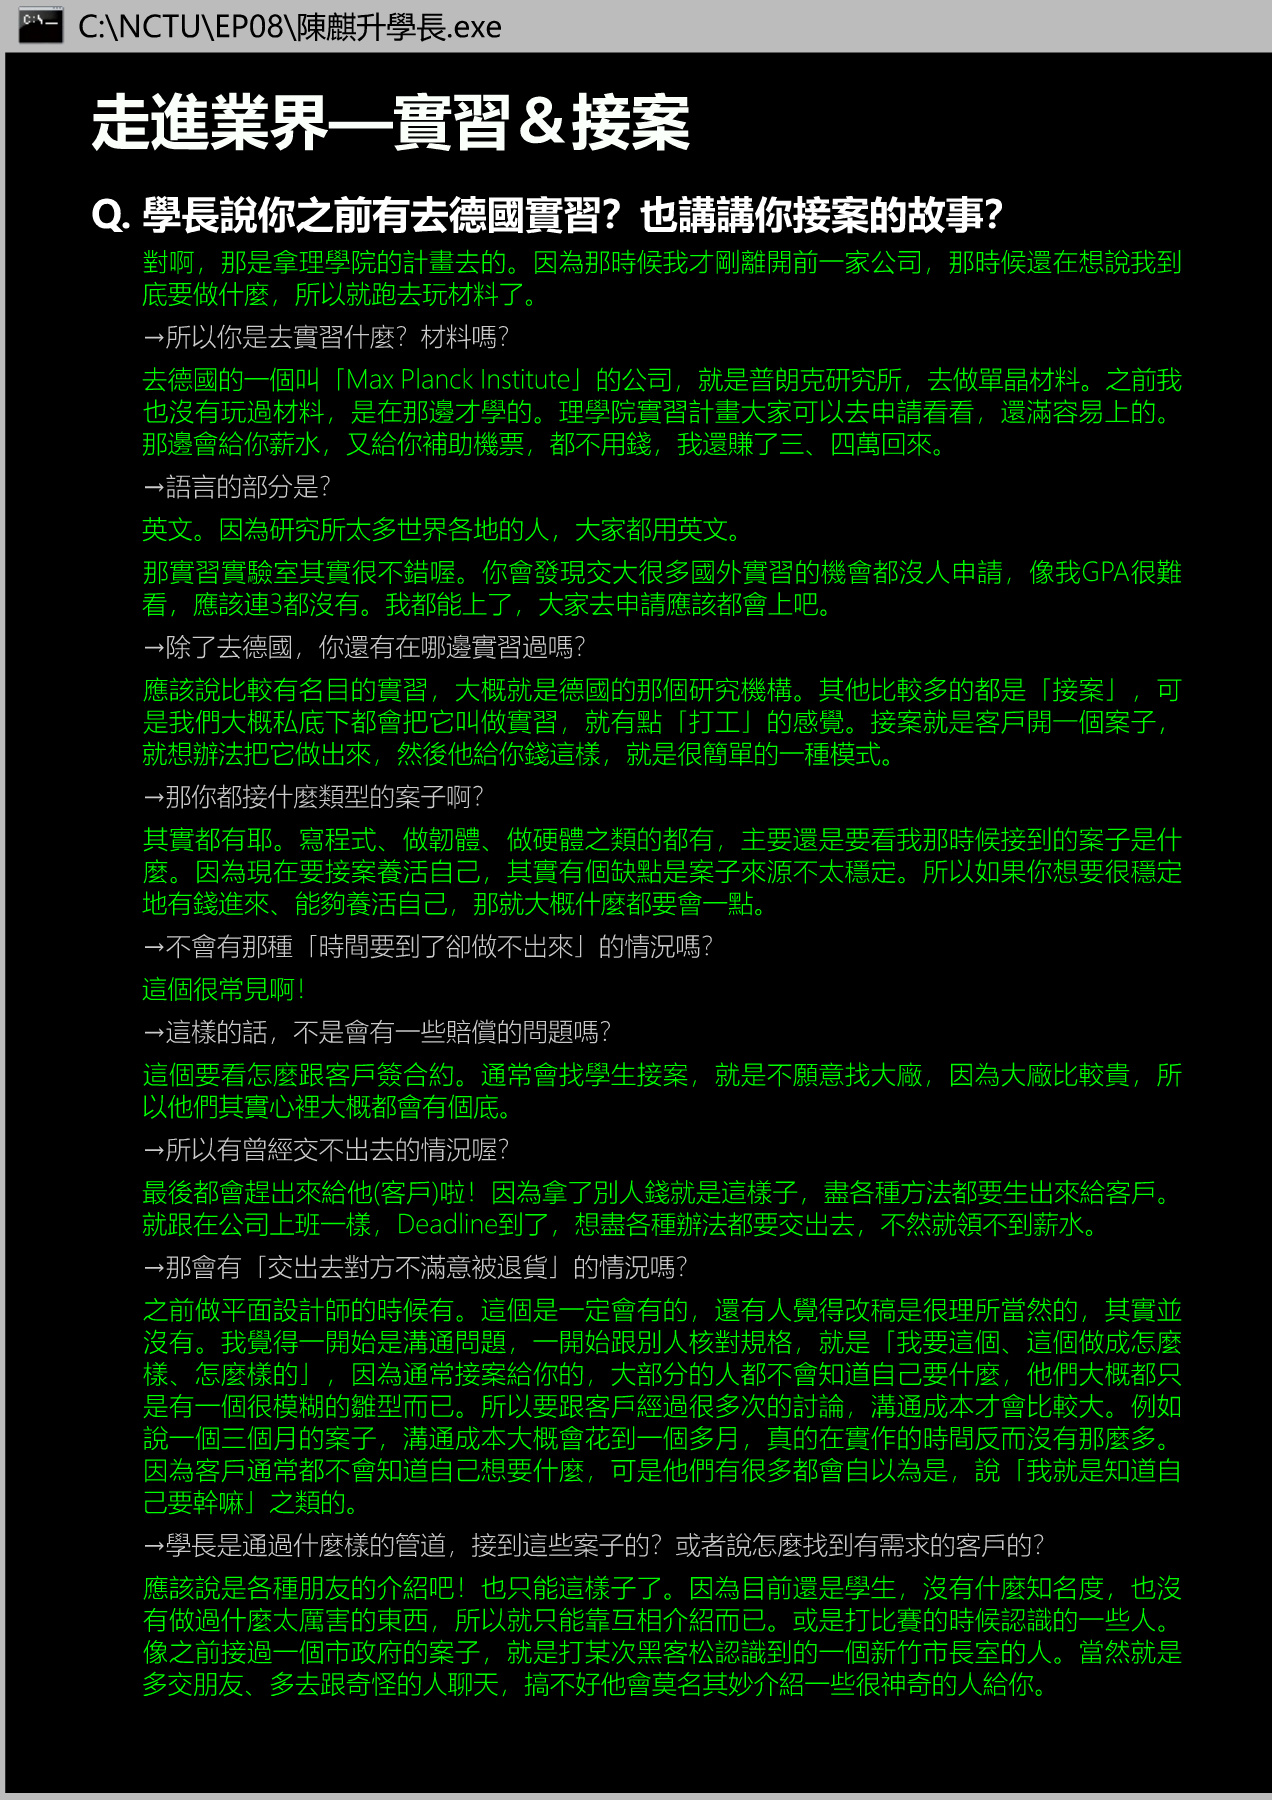 C:\NCTU\EP08\陳麒升學長.exe
走進業界—實習＆接案
Q. 學長說你之前有去德國實習？也講講你接案的故事？
對啊，那是拿理學院的計畫去的。因為那時候我才剛離開前一家公司，那時候還在想說我到
底要做什麼，所以就跑去玩材料了。
→所以你是去實習什麼？材料嗎？
去德國的一個叫「Max Planck Institute」的公司，就是普朗克研究所，去做單晶材料。之前我
也沒有玩過材料，是在那邊才學的。理學院實習計畫大家可以去申請看看，還滿容易上的。
那邊會給你薪水，又給你補助機票，都不用錢，我還賺了三、四萬回來。
→語言的部分是？
英文。因為研究所太多世界各地的人，大家都用英文。
那實習實驗室其實很不錯喔。你會發現交大很多國外實習的機會都沒人申請，像我GPA很難
看，應該連3都沒有。我都能上了，大家去申請應該都會上吧。
→除了去德國，你還有在哪邊實習過嗎？
應該說比較有名目的實習，大概就是德國的那個研究機構。其他比較多的都是「接案」，可
是我們大概私底下都會把它叫做實習，就有點「打工」的感覺。接案就是客戶開一個案子，
就想辦法把它做出來，然後他給你錢這樣，就是很簡單的一種模式。
→那你都接什麼類型的案子啊？
其實都有耶。寫程式、做韌體、做硬體之類的都有，主要還是要看我那時候接到的案子是什
麼。因為現在要接案養活自己，其實有個缺點是案子來源不太穩定。所以如果你想要很穩定
地有錢進來、能夠養活自己，那就大概什麼都要會一點。
→不會有那種「時間要到了卻做不出來」的情況嗎？
這個很常見啊！
→這樣的話，不是會有一些賠償的問題嗎？
這個要看怎麼跟客戶簽合約。通常會找學生接案，就是不願意找大廠，因為大廠比較貴，所
以他們其實心裡大概都會有個底。
→所以有曾經交不出去的情況喔？
最後都會趕出來給他(客戶)啦！因為拿了別人錢就是這樣子，盡各種方法都要生出來給客戶。
就跟在公司上班一樣，Deadline到了，想盡各種辦法都要交出去，不然就領不到薪水。
→那會有「交出去對方不滿意被退貨」的情況嗎？
之前做平面設計師的時候有。這個是一定會有的，還有人覺得改稿是很理所當然的，其實並
沒有。我覺得一開始是溝通問題，一開始跟別人核對規格，就是「我要這個、這個做成怎麼
樣、怎麼樣的」，因為通常接案給你的，大部分的人都不會知道自己要什麼，他們大概都只
是有一個很模糊的雛型而已。所以要跟客戶經過很多次的討論，溝通成本才會比較大。例如
說一個三個月的案子，溝通成本大概會花到一個多月，真的在實作的時間反而沒有那麼多。
因為客戶通常都不會知道自己想要什麼，可是他們有很多都會自以為是，說「我就是知道自
己要幹嘛」之類的。
→學長是通過什麼樣的管道，接到這些案子的？或者說怎麼找到有需求的客戶的？
應該說是各種朋友的介紹吧！也只能這樣子了。因為目前還是學生，沒有什麼知名度，也沒
有做過什麼太厲害的東西，所以就只能靠互相介紹而已。或是打比賽的時候認識的一些人。
像之前接過一個市政府的案子，就是打某次黑客松認識到的一個新竹市長室的人。當然就是
多交朋友、多去跟奇怪的人聊天，搞不好他會莫名其妙介紹一些很神奇的人給你。